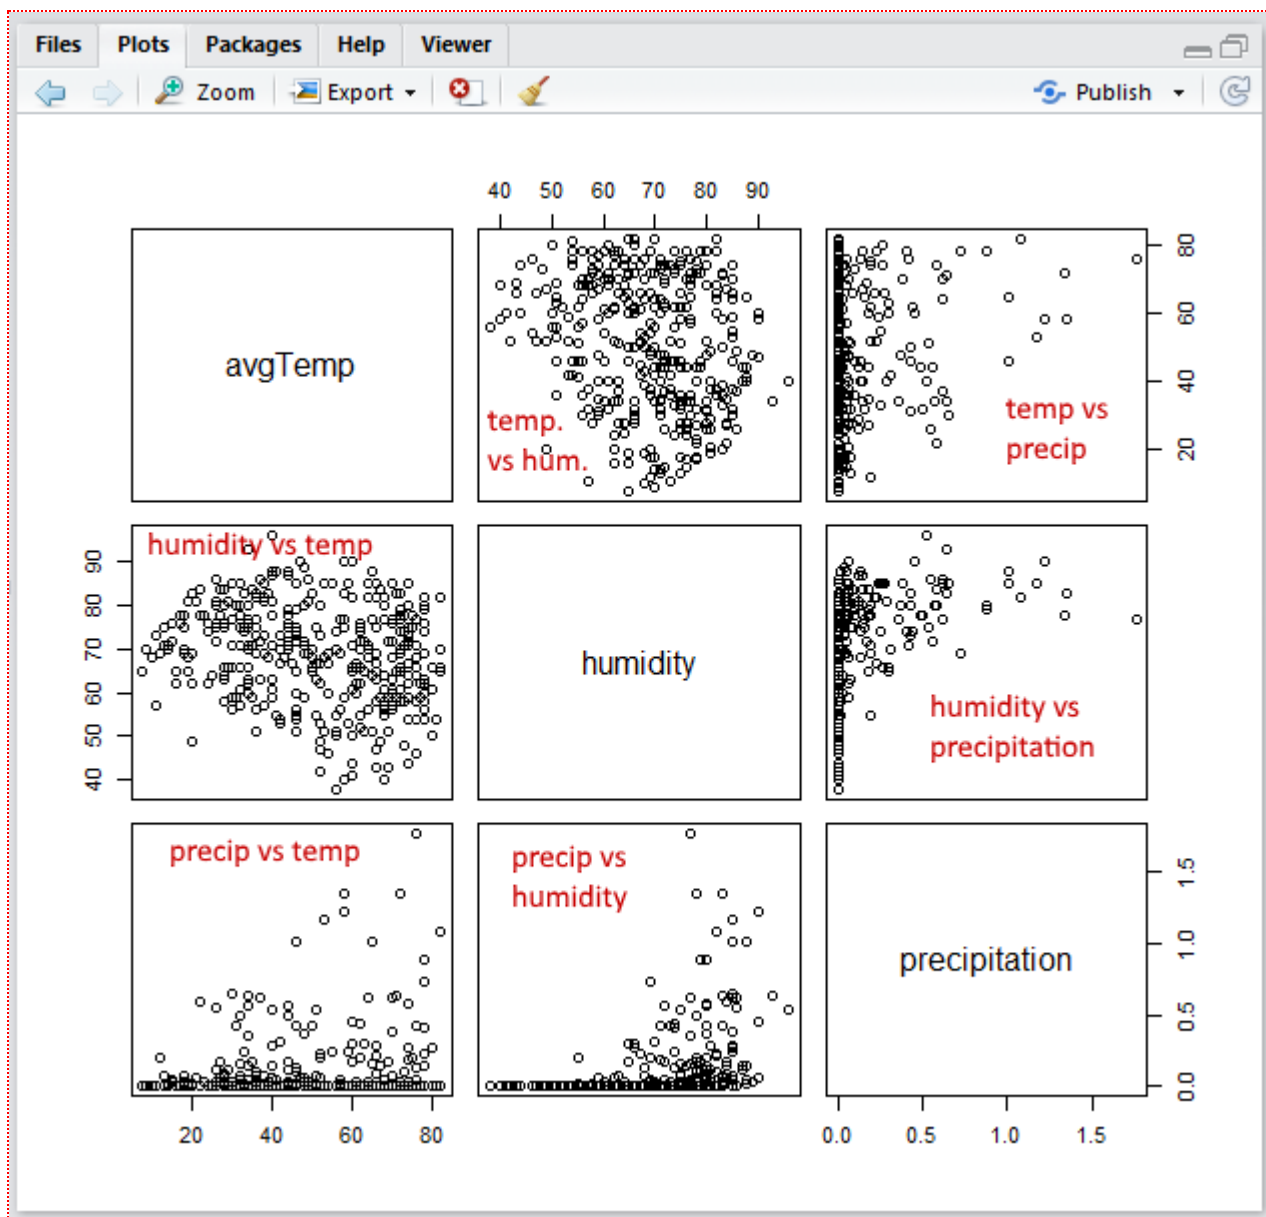 Files Plots Packages Help Viewer
Zoom Export Publish
40 50 60 70 80 90
avgTemp
temp.
vs hum.
temp vs
precip
80
60
40
20
humidity vs temp
90
80
70
60
50
40
humidity
humidity vs
precipitation
precip vs temp
precip vs
humidity
precipitation
1.5
1.0
0.5
0.0
20 40 60 80
0.0 0.5 1.0 1.5